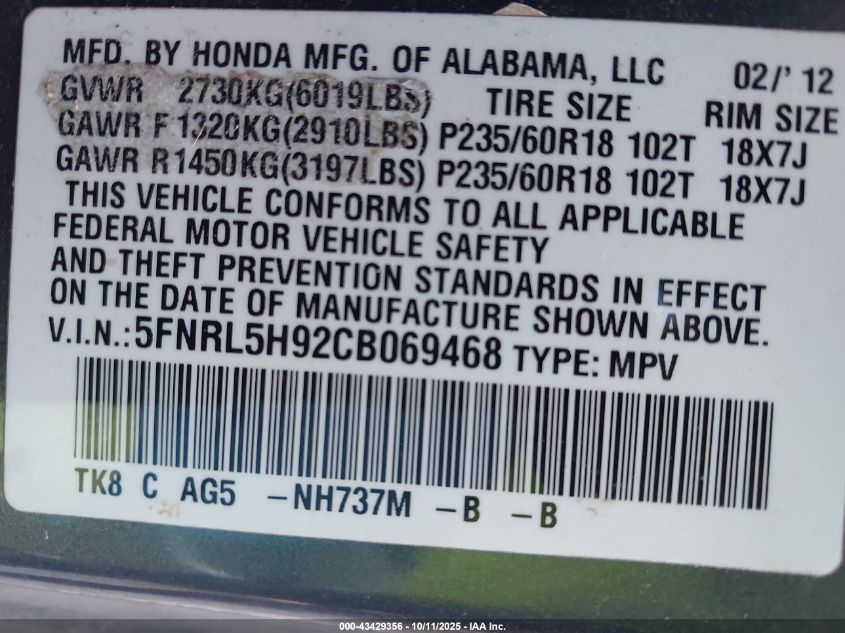 MFD. BY HONDA MFG. OF ALABAMA, LLC 02/' 12
GVWR 2730KG(6019LBS) TIRE SIZE RIM SIZE
GAWR F 1320KG(2910LBS) P235/60R18 102T 18X7J
GAWR R 1450KG(3197LBS) P235/60R18 102T 18X7J
THIS VEHICLE CONFORMS TO ALL APPLICABLE
FEDERAL MOTOR VEHICLE SAFETY
AND THEFT PREVENTION STANDARDS IN EFFECT
ON THE DATE OF MANUFACTURE SHOWN ABOVE.
V.I.N.: 5FNRL5H92CB069468 TYPE: MPV
TK8 C AG5 -NH737M -B -B
000-43429356 - 10/11/2025 - IAA Inc.